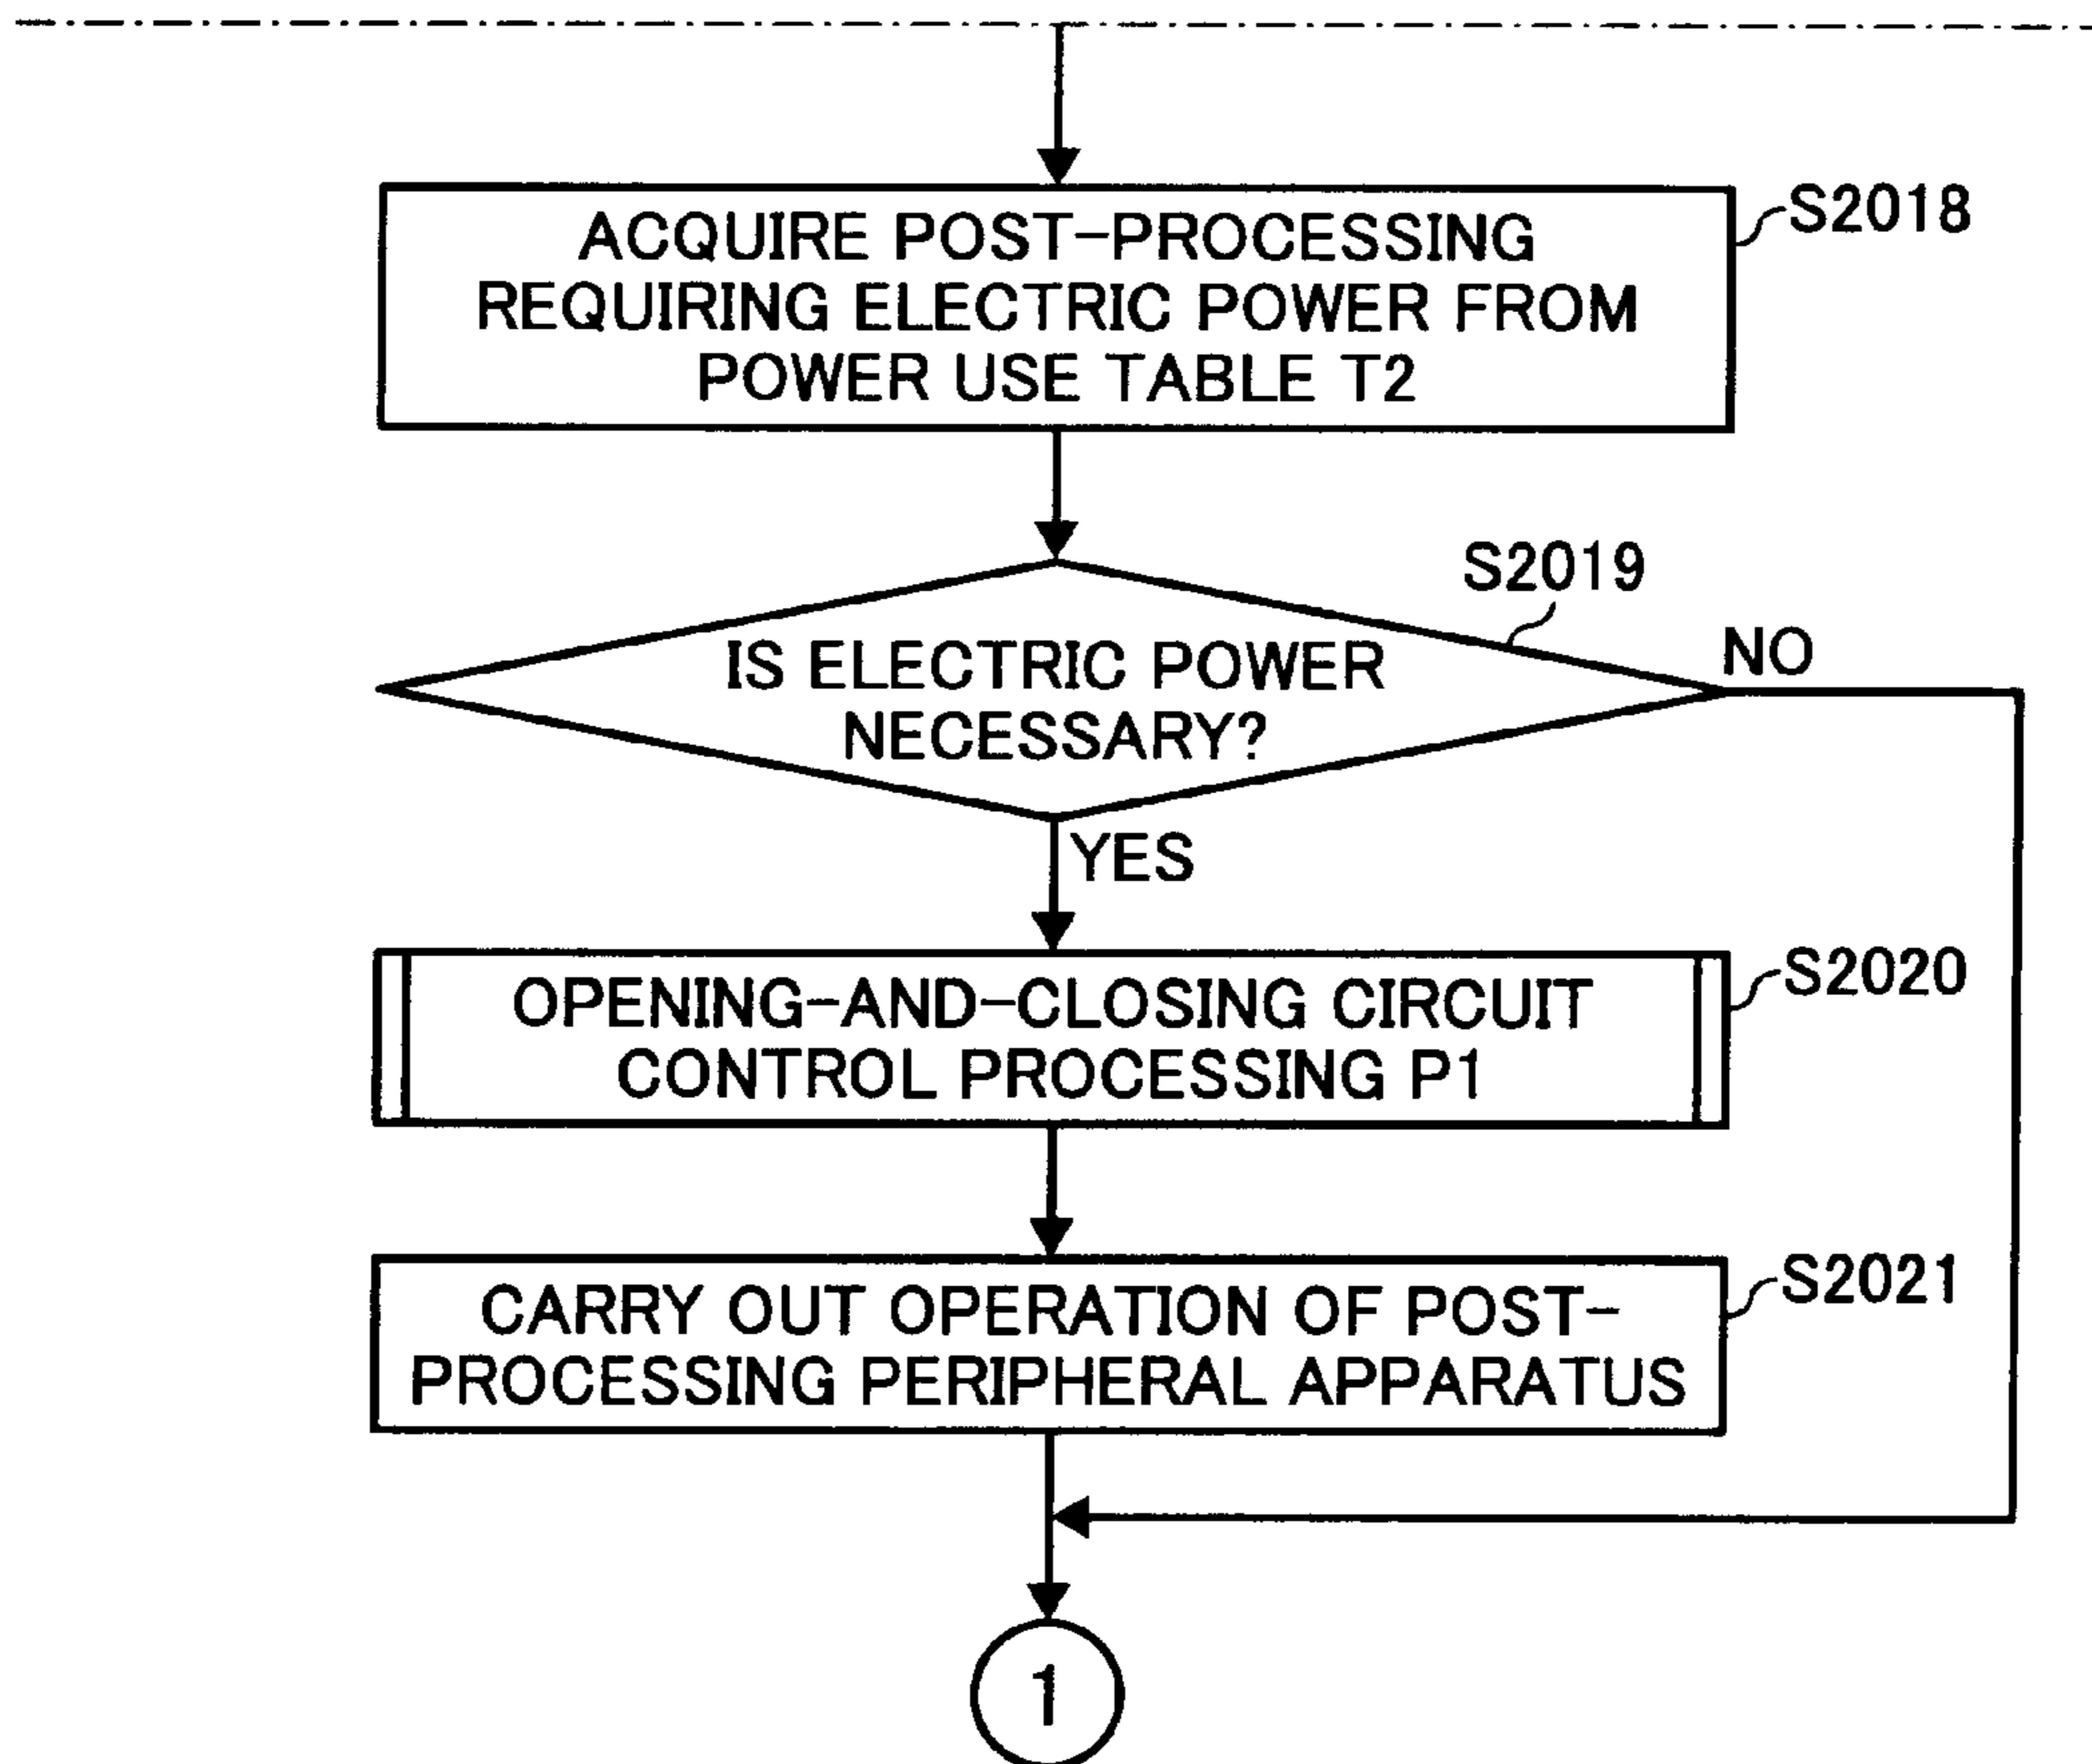 ACQUIRE POST-PROCESSING
REQUIRING ELECTRIC POWER FROM
POWER USE TABLE T2
S2018
S2019
IS ELECTRIC POWER
NECESSARY?
NO
YES
OPENING-AND-CLOSING CIRCUIT
CONTROL PROCESSING P1
S2020
CARRY OUT OPERATION OF POST-
PROCESSING PERIPHERAL APPARATUS
S2021
1